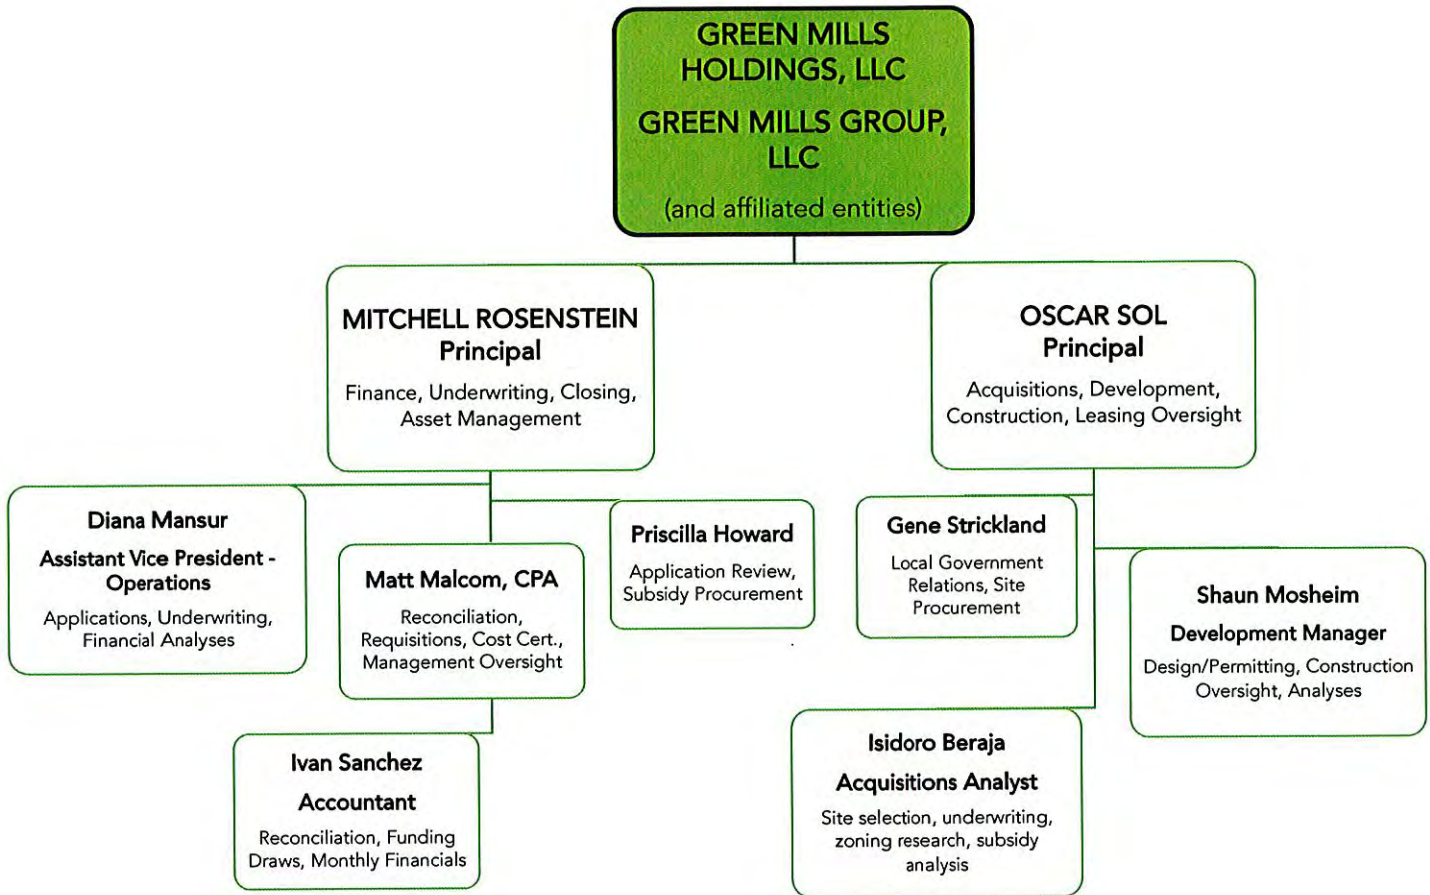 GREEN MILLS
HOLDINGS, LLC
GREEN MILLS GROUP,
LLC
(and affiliated entities)
MITCHELL ROSENSTEIN
Principal
Finance, Underwriting, Closing,
Asset Management
OSCAR SOL
Principal
Acquisitions, Development,
Construction, Leasing Oversight
Diana Mansur
Assistant Vice President -
Operations
Applications, Underwriting,
Financial Analyses
Matt Malcom, CPA
Reconciliation,
Requisitions, Cost Cert.,
Management Oversight
Priscilla Howard
Application Review,
Subsidy Procurement
Gene Strickland
Local Government
Relations, Site
Procurement
Shaun Mosheim
Development Manager
Design/Permitting, Construction
Oversight, Analyses
Ivan Sanchez
Accountant
Reconciliation, Funding
Draws, Monthly Financials
Isidoro Beraja
Acquisitions Analyst
Site selection, underwriting,
zoning research, subsidy
analysis